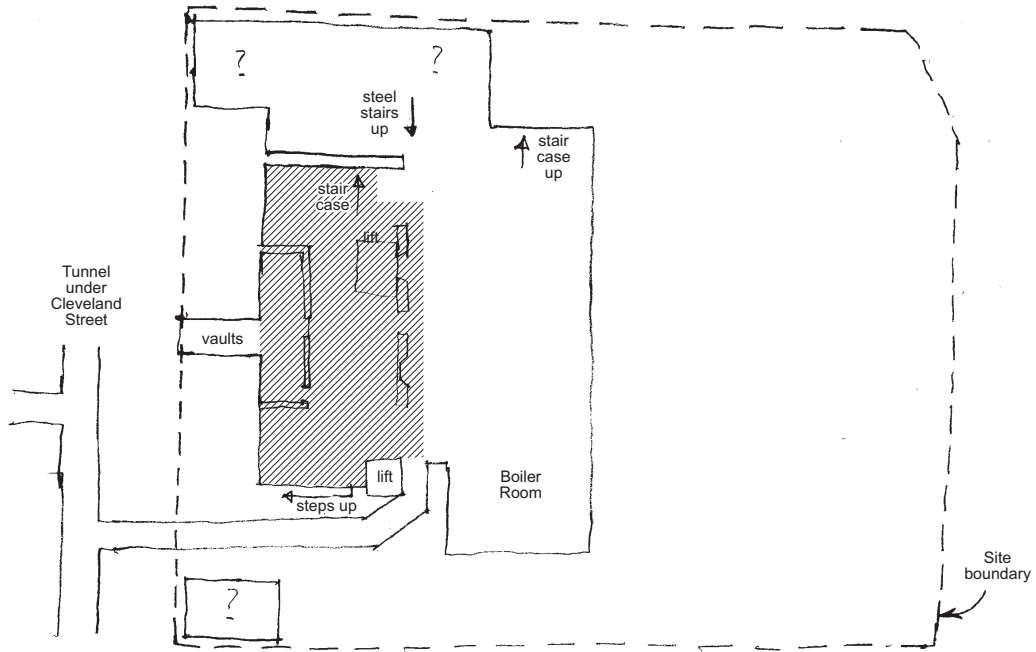 ?
?
steel
stairs
up
stair
case
up
stair
case
lift
Tunnel
under
Cleveland
Street
vaults
lift
Boiler
Room
steps up
Site
boundary
?